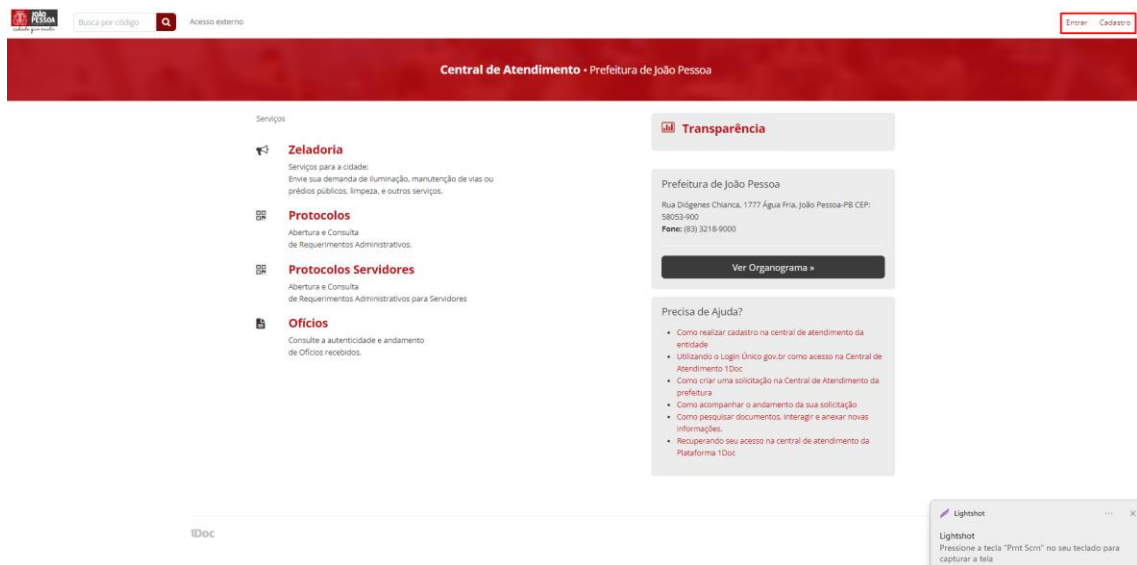 JOÃO PESSOA
cidade que cuida
Busca por código
Acesso externo
Entrar Cadastro
Central de Atendimento • Prefeitura de João Pessoa
Serviços
Zeladoria
Serviços para a cidade:
Envie sua demanda de iluminação, manutenção de vias ou
prédios públicos, limpeza, e outros serviços.
Protocolos
Abertura e Consulta
de Requerimentos Administrativos.
Protocolos Servidores
Abertura e Consulta
de Requerimentos Administrativos para Servidores
Ofícios
Consulte a autenticidade e andamento
de Ofícios recebidos.
Transparência
Prefeitura de João Pessoa
Rua Diógenes Chianca, 1777 Água Fria, João Pessoa-PB CEP:
58053-900
Fone: (83) 3218-9000
Ver Organograma »
Precisa de Ajuda?
• Como realizar cadastro na central de atendimento da
entidade
• Utilizando o Login Único gov.br como acesso na Central de
Atendimento 1Doc
• Como criar uma solicitação na Central de Atendimento da
prefeitura
• Como acompanhar o andamento da sua solicitação
• Como pesquisar documentos, interagir e anexar novas
informações.
• Recuperando seu acesso na central de atendimento da
Plataforma 1Doc
1Doc
Lightshot
Lightshot
Pressione a tecla "Prnt Scrn" no seu teclado para
capturar a tela